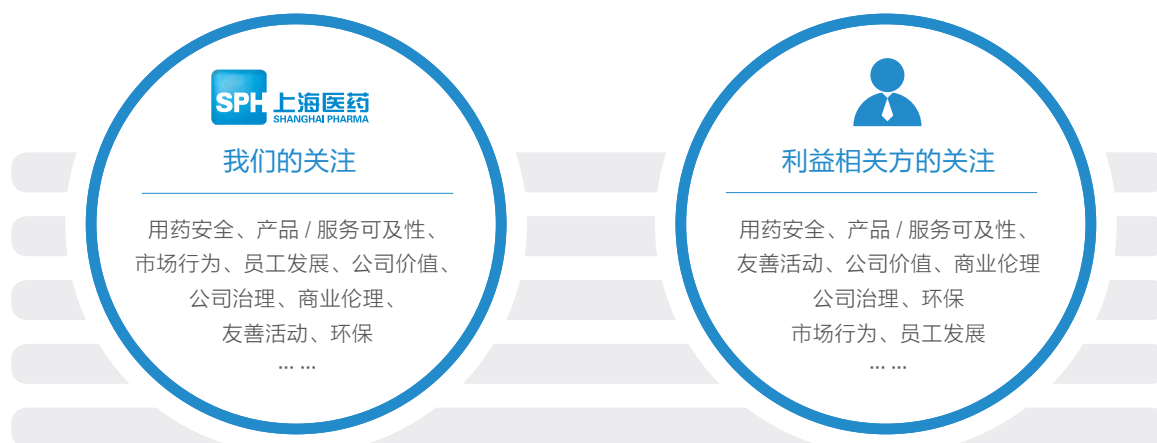 SPH 上海医药
SHANGHAI PHARMA
我们的关注
用药安全、产品 / 服务可及性、
市场行为、员工发展、公司价值、
公司治理、商业伦理、
友善活动、环保
... ...
利益相关方的关注
用药安全、产品 / 服务可及性、
友善活动、公司价值、商业伦理
公司治理、环保
市场行为、员工发展
... ...